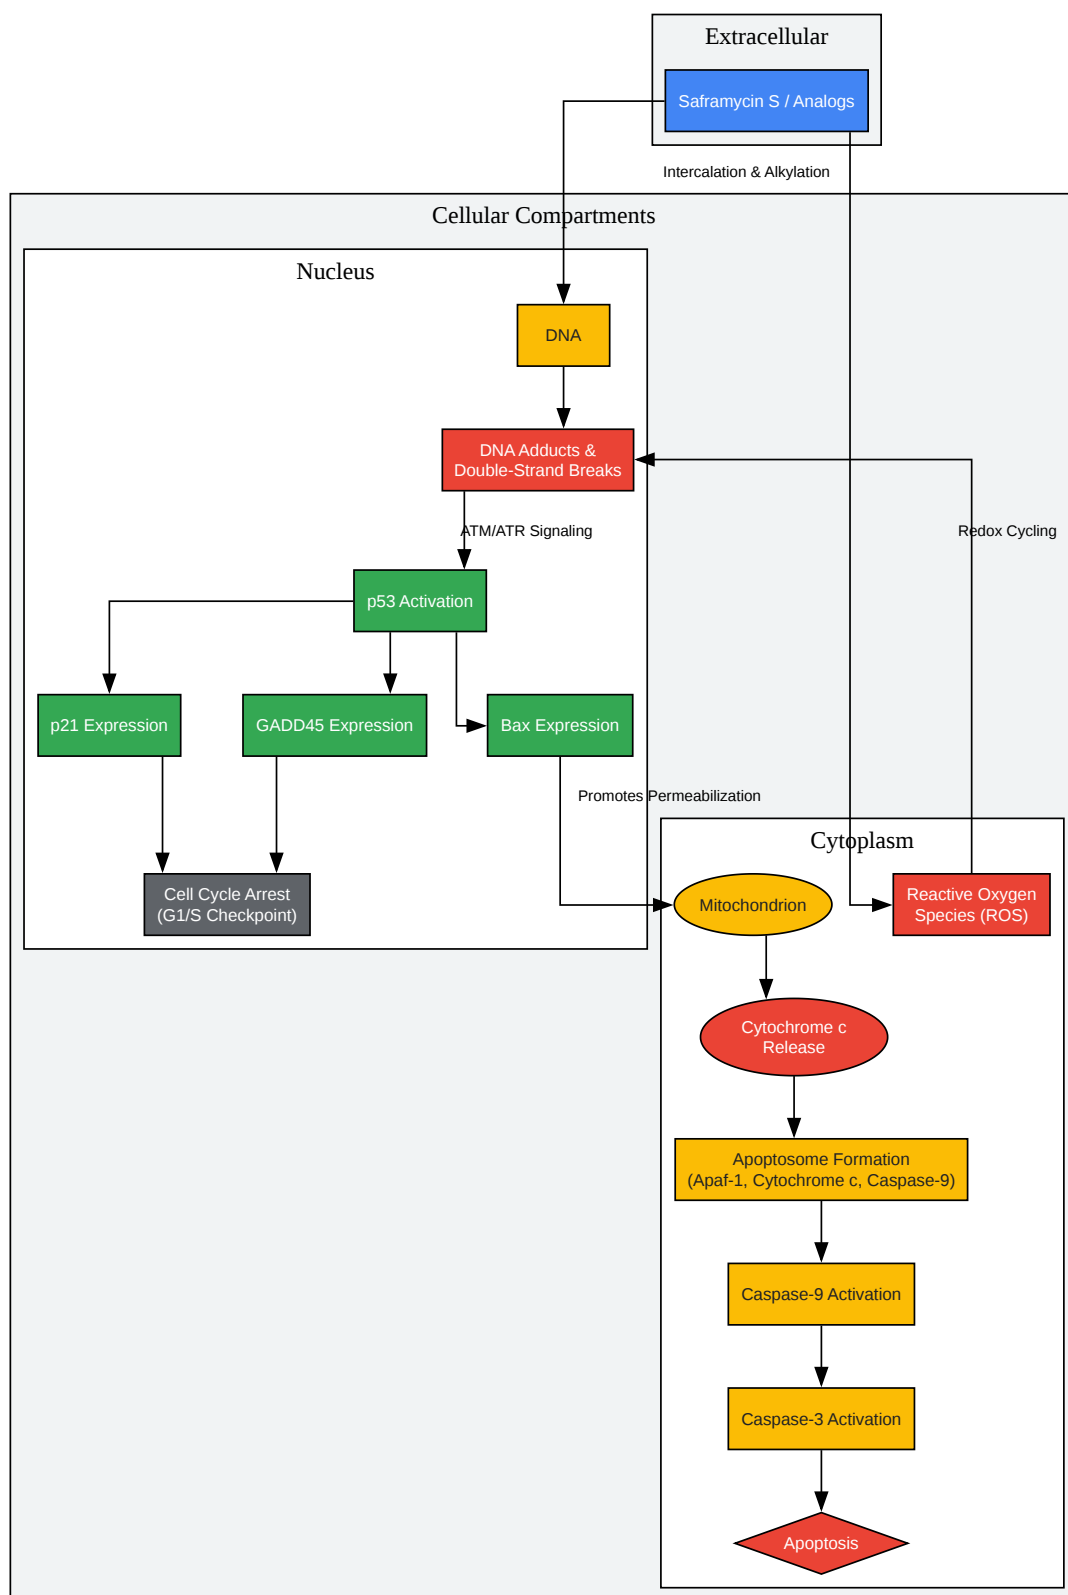 Extracellular
Saframycin S / Analogs
Intercalation & Alkylation
Cellular Compartments
Nucleus
DNA
DNA Adducts &
Double-Strand Breaks
ATM/ATR Signaling
Redox Cycling
p53 Activation
p21 Expression
GADD45 Expression
Bax Expression
Promotes Permeabilization
Cytoplasm
Cell Cycle Arrest
(G1/S Checkpoint)
Mitochondrion
Reactive Oxygen
Species (ROS)
Cytochrome c
Release
Apoptosome Formation
(Apaf-1, Cytochrome c, Caspase-9)
Caspase-9 Activation
Caspase-3 Activation
Apoptosis